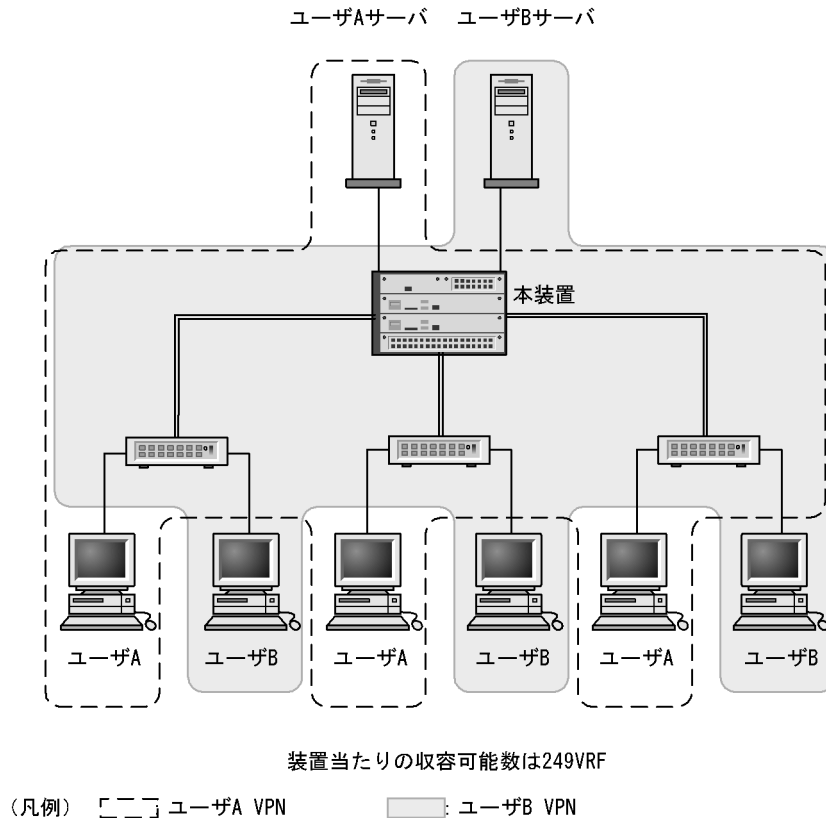 ユーザAサーバ ユーザBサーバ
本装置
ユーザA ユーザB ユーザA ユーザB ユーザA ユーザB
装置当たりの収容可能数は249VRF
(凡例) : ユーザA VPN : ユーザB VPN